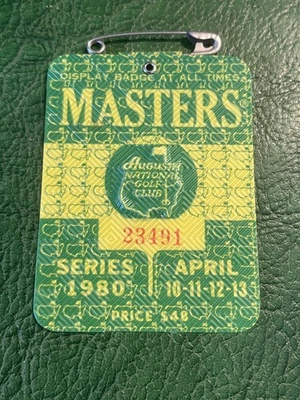 DISPLAY BADGE AT ALL TIMES
MASTERS®
AUGUSTA
NATIONAL
GOLF
CLUB
23491
SERIES APRIL
1980 10-11-12-13
PRICE $48